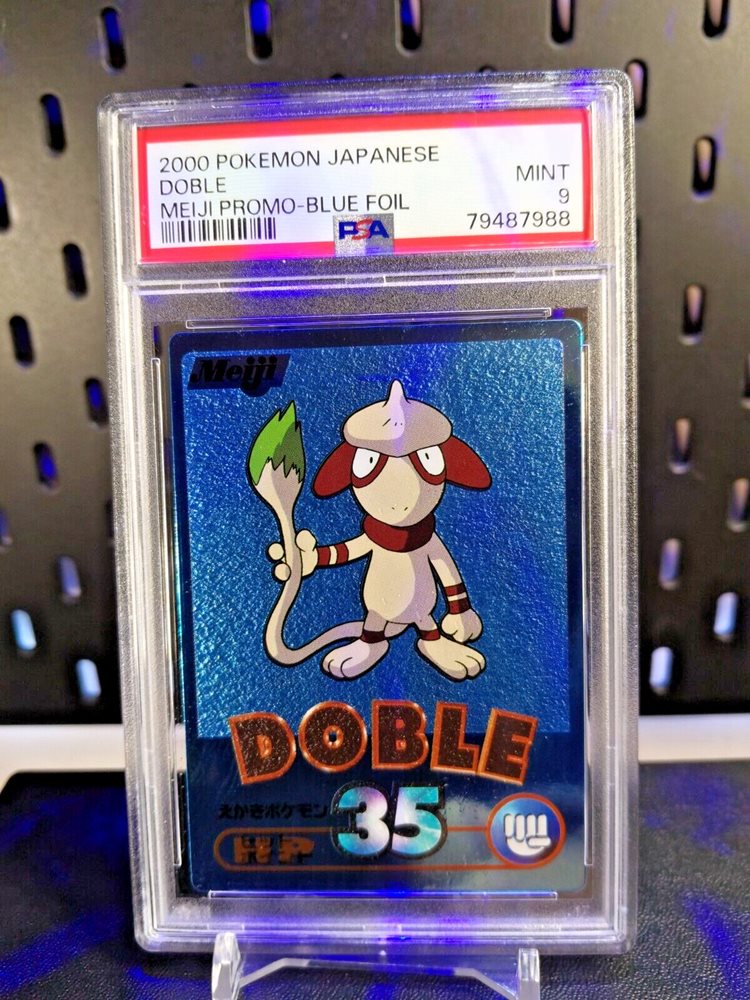 2000 POKEMON JAPANESE
DOBLE
MEIJI PROMO-BLUE FOIL
MINT
9
79487988
PSA
Meiji
DOBLE
えかきポケモン
35
HP